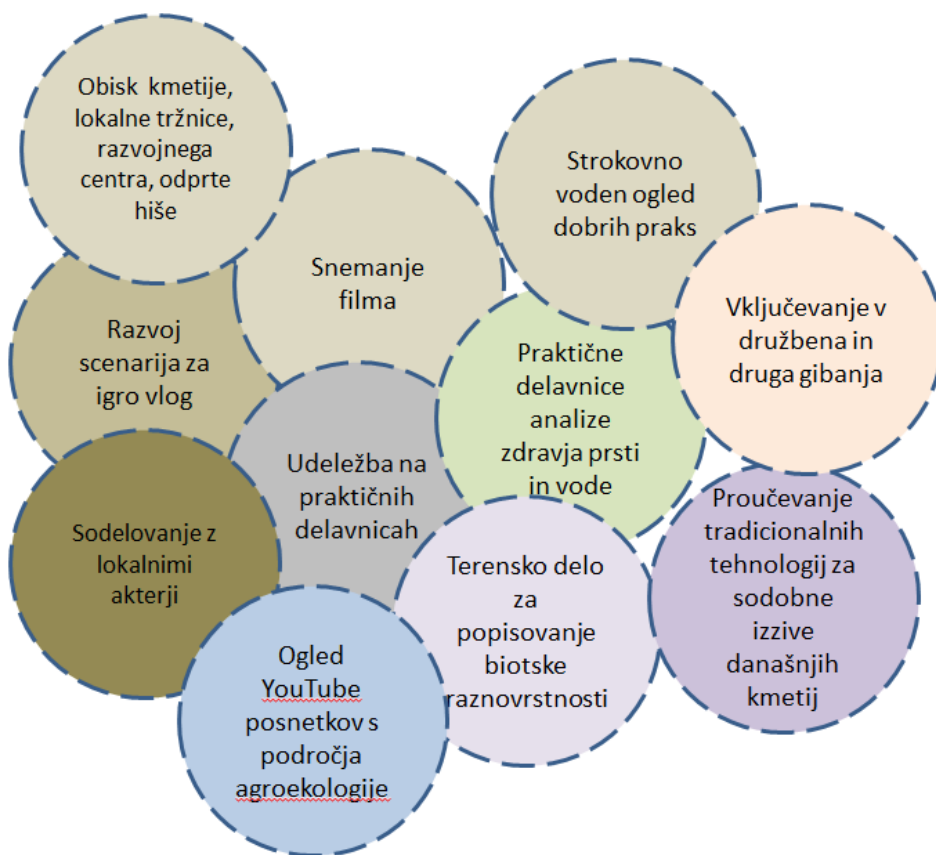 Obisk kmetije,
lokalne tržnice,
razvojnega
centra, odprte
hiše
Strokovno
voden ogled
dobrih praks
Snemanje
filma
Vključevanje v
družbena in
druga gibanja
Razvoj
scenarija za
igro vlog
Praktične
delavnice
analize
zdravja prsti
in vode
Udeležba na
praktičnih
delavnicah
Proučevanje
tradicionalnih
tehnologij za
sodobne
izzive
današnjih
kmetij
Sodelovanje z
lokalnimi
akterji
Terensko delo
za
popisovanje
biotske
raznovrstnosti
Ogled
YouTube
posnetkov s
področja
agroekologije